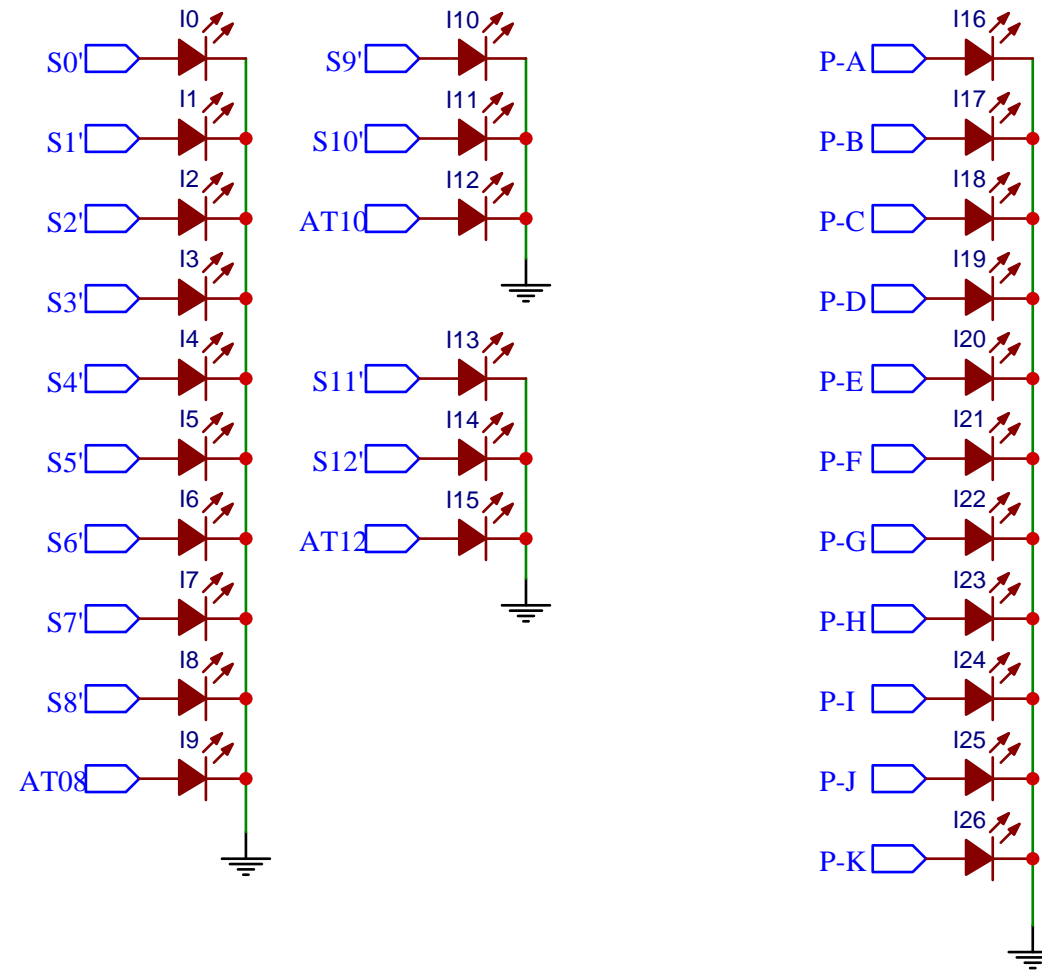 I0
S0'
I1
S1'
I2
S2'
I3
S3'
I4
S4'
I5
S5'
I6
S6'
I7
S7'
I8
S8'
I9
AT08
I10
S9'
I11
S10'
I12
AT10
I13
S11'
I14
S12'
I15
AT12
I16
P-A
I17
P-B
I18
P-C
I19
P-D
I20
P-E
I21
P-F
I22
P-G
I23
P-H
I24
P-I
I25
P-J
I26
P-K